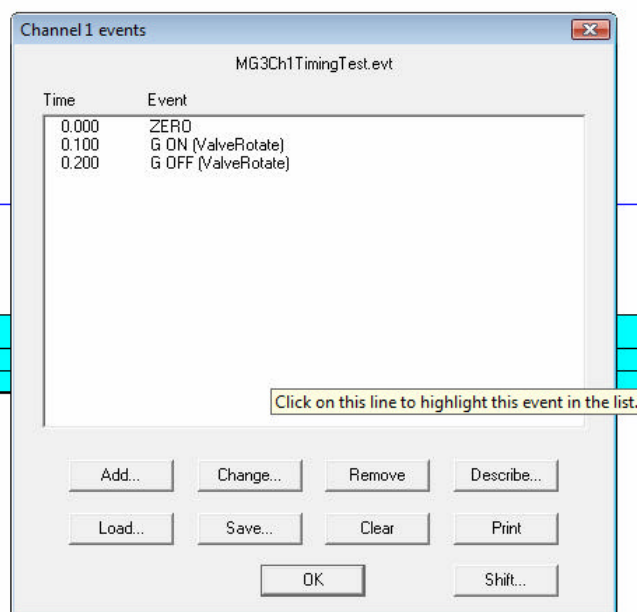 Channel 1 events
MG3Ch1TimingTest.evt
Time Event
0.000 ZERO
0.100 G ON (ValveRotate)
0.200 G OFF (ValveRotate)
Click on this line to highlight this event in the list.
Add... Change... Remove Describe...
Load... Save... Clear Print
OK Shift...